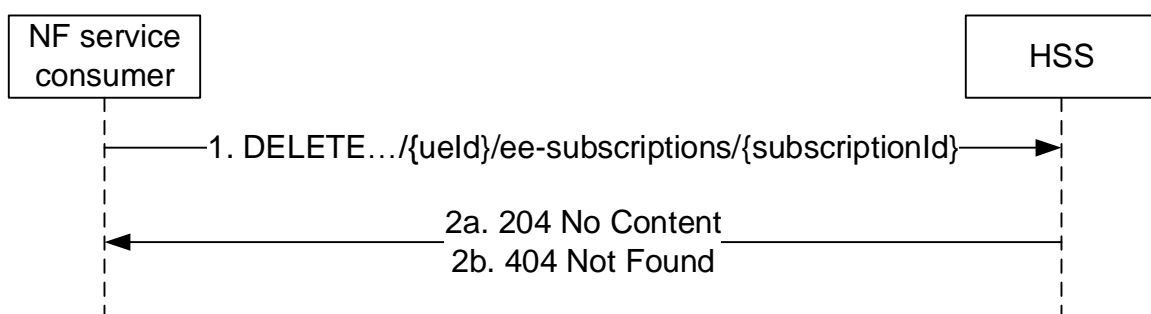 NF service
consumer
HSS
1. DELETE…/{ueId}/ee-subscriptions/{subscriptionId}
2a. 204 No Content
2b. 404 Not Found